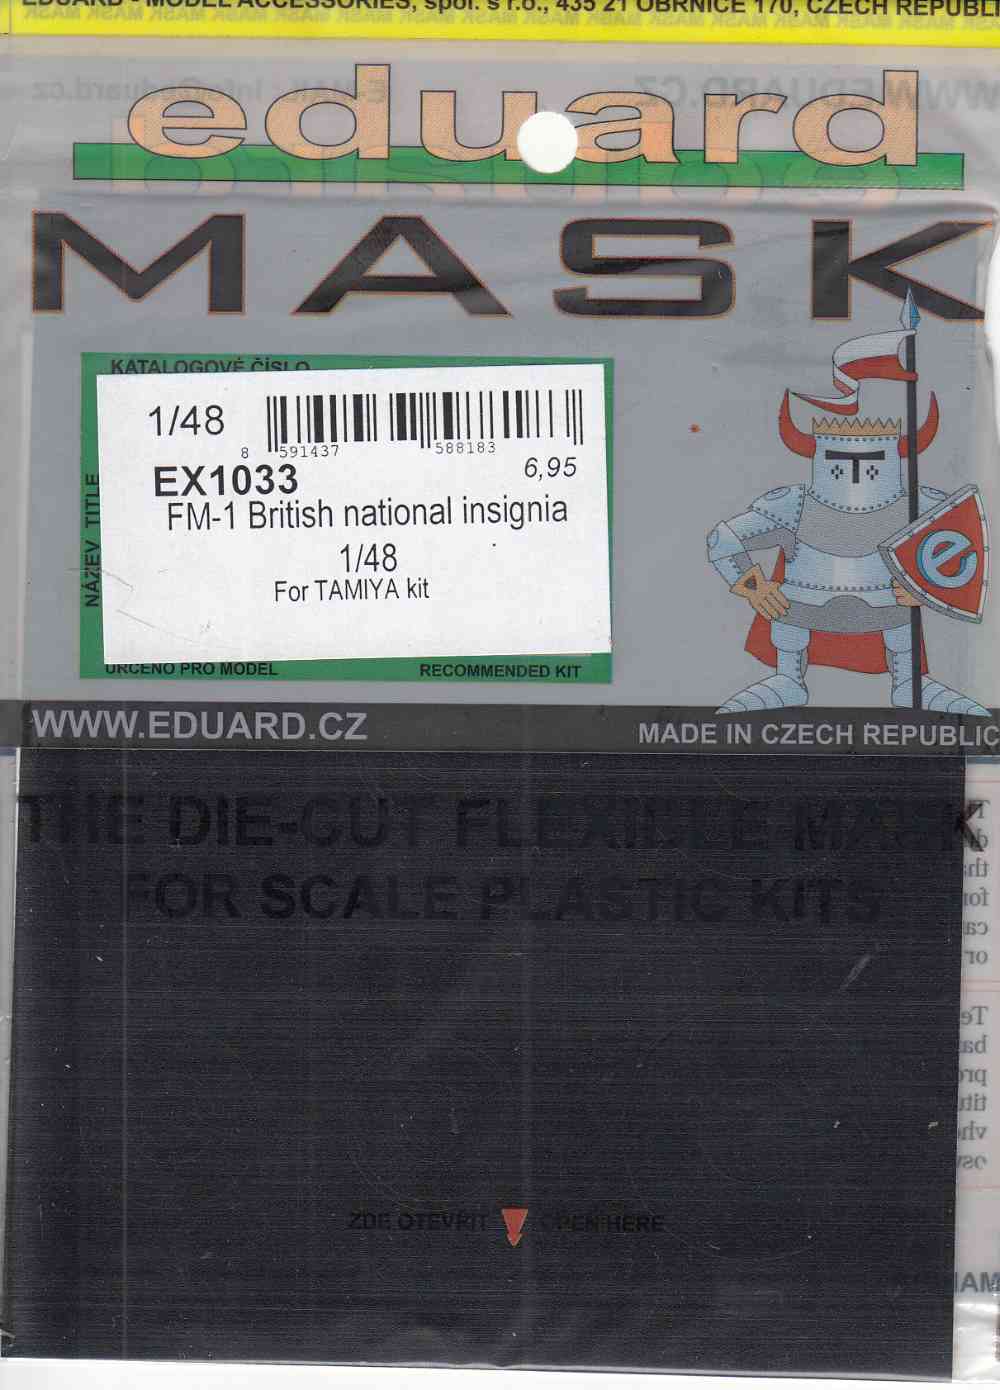 EDUARD - MODEL ACCESSORIES, spol. s r.o., 435 21 OBRNICE 170, CZECH REPUBLI
eduard
MASK
KATALOGOVÉ ČÍSLO
1/48
8 591437 588183
EX1033
6,95
FM-1 British national insignia
1/48
For TAMIYA kit
NÁZEV TITLE
URČENO PRO MODEL
RECOMMENDED KIT
e
WWW.EDUARD.CZ
MADE IN CZECH REPUBLIC
THE DIE-CUT FLEXIBLE MASK
FOR SCALE PLASTIC KITS
ZDE OTEVŘÍT OPEN HERE